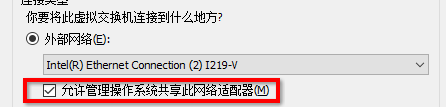 连接类型
你要将此虚拟交换机连接到什么地方?
外部网络(E):
Intel(R) Ethernet Connection (2) I219-V
允许管理操作系统共享此网络适配器(M)